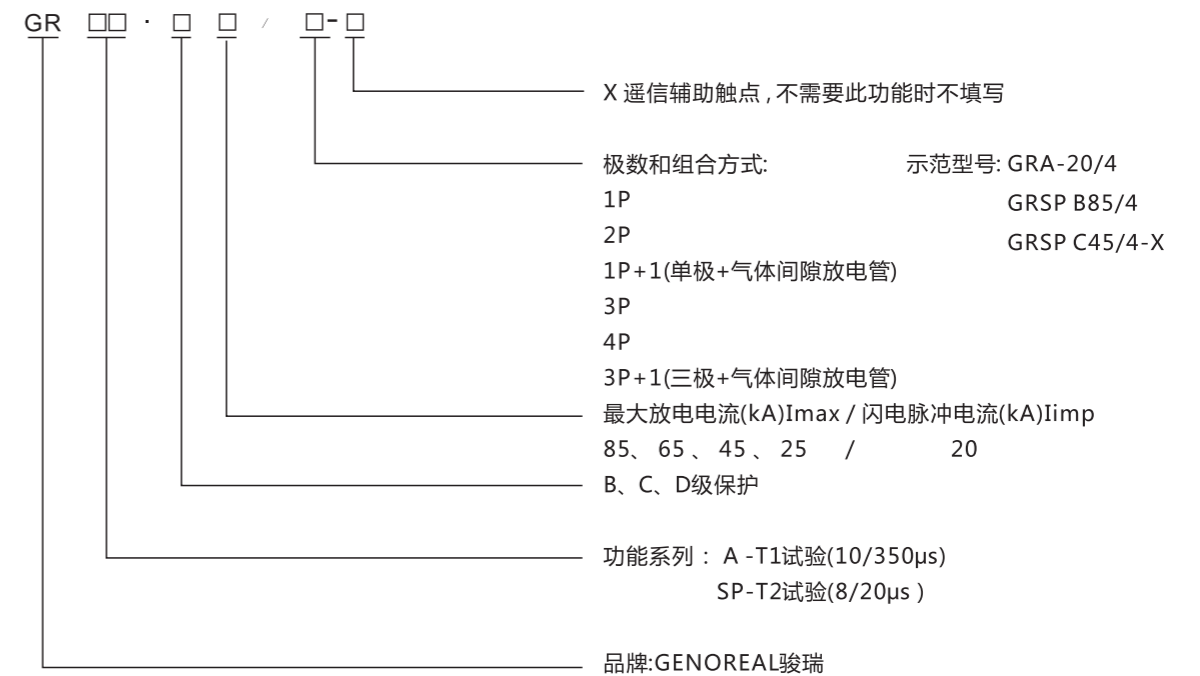 GR □□ · □ □ / □-□
X 遥信辅助触点,不需要此功能时不填写
极数和组合方式: 示范型号: GRA-20/4
1P GRSP B85/4
2P GRSP C45/4-X
1P+1(单极+气体间隙放电管)
3P
4P
3P+1(三极+气体间隙放电管)
最大放电电流(kA)Imax / 闪电脉冲电流(kA)Iimp
85、 65 、 45 、 25 / 20
B、C、D级保护
功能系列 : A -T1试验(10/350μs)
SP-T2试验(8/20μs )
品牌:GENOREAL骏瑞